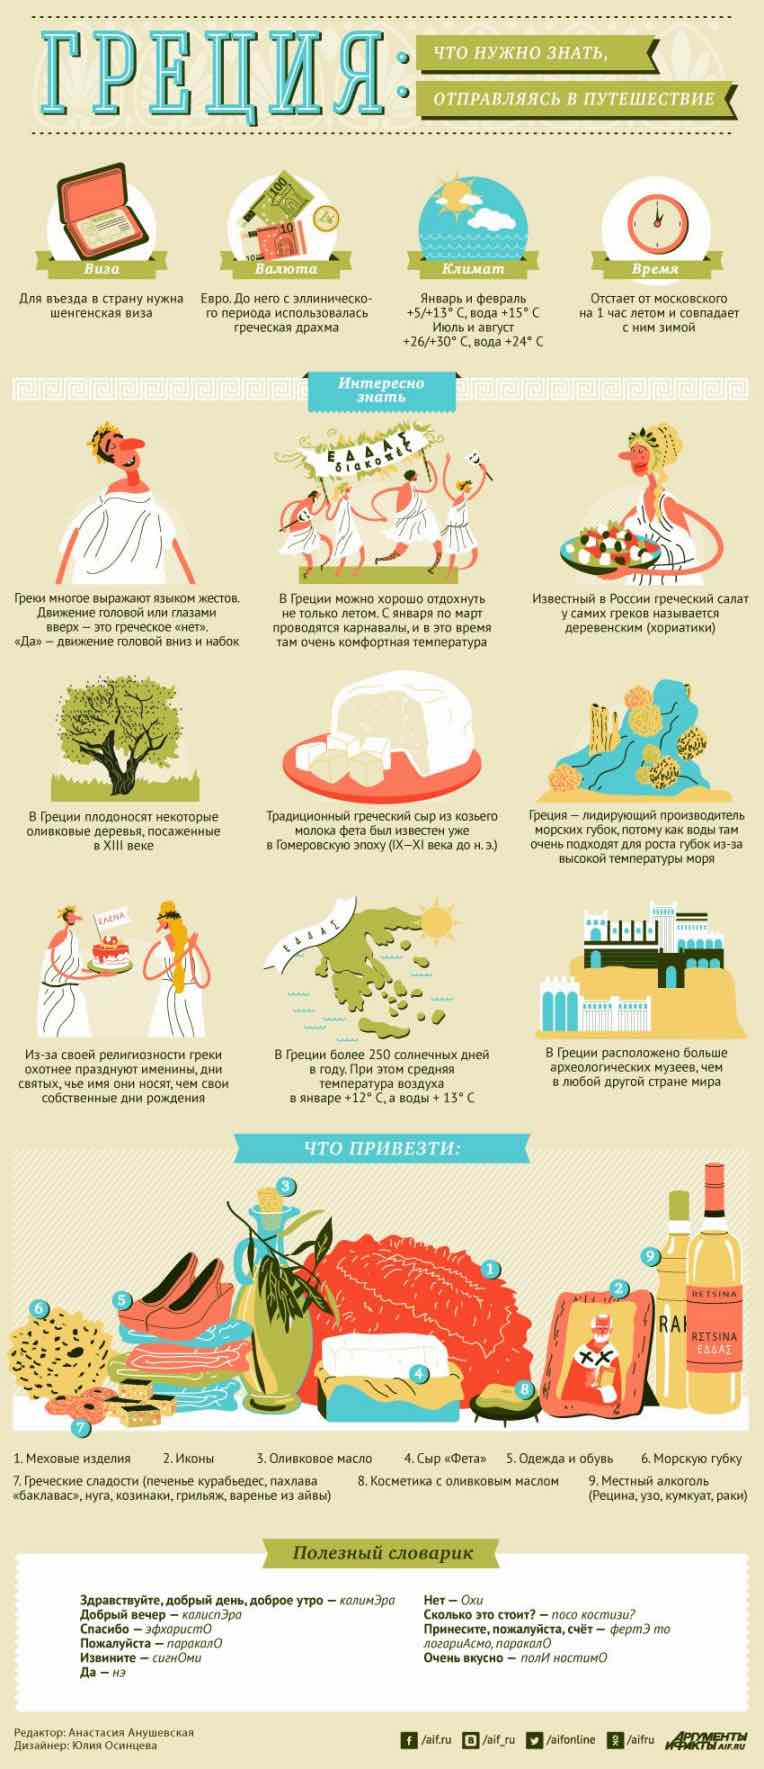 ГРЕЦИЯ:
ЧТО НУЖНО ЗНАТЬ,
ОТПРАВЛЯЯСЬ В ПУТЕШЕСТВИЕ
100
10
10
Виза
Валюта
Климат
Время
Для въезда в страну нужна
шенгенская виза
Евро. До него с эллиническо-
го периода использовалась
греческая драхма
Январь и февраль
+5/+13° С, вода +15° С
Июль и август
+26/+30° С, вода +24° С
Отстает от московского
на 1 час летом и совпадает
с ним зимой
Интересно
знать
ΕΔΔΑΣ
διακοπές
Греки многое выражают языком жестов.
Движение головой или глазами
вверх — это греческое «нет».
«Да» — движение головой вниз и набок
В Греции можно хорошо отдохнуть
не только летом. С января по март
проводятся карнавалы, и в это время
там очень комфортная температура
Известный в России греческий салат
у самих греков называется
деревенским (хориатики)
В Греции плодоносят некоторые
оливковые деревья, посаженные
в XIII веке
Традиционный греческий сыр из козьего
молока фета был известен уже
в Гомеровскую эпоху (IX—XI века до н. э.)
Греция — лидирующий производитель
морских губок, потому как воды там
очень подходят для роста губок из-за
высокой температуры моря
ΕΛΕΝΑ
ΕΔΔΑΣ
Из-за своей религиозности греки
охотнее празднуют именины, дни
святых, чье имя они носят, чем свои
собственные дни рождения
В Греции более 250 солнечных дней
в году. При этом средняя
температура воздуха
в январе +12° С, а воды + 13° С
В Греции расположено больше
археологических музеев, чем
в любой другой стране мира
ЧТО ПРИВЕЗТИ:
3
9
1
2
5
6
4
8
7
RETSINA
RAK
RΣTSINA
ΕΔΔΑΣ
1. Меховые изделия 2. Иконы 3. Оливковое масло 4. Сыр «Фета» 5. Одежда и обувь 6. Морскую губку
7. Греческие сладости (печенье курабьедес, пахлава
«баклавас», нуга, козинаки, грильяж, варенье из айвы)
8. Косметика с оливковым маслом
9. Местный алкоголь
(Рецина, узо, кумкуат, раки)
Полезный словарик
Здравствуйте, добрый день, доброе утро — калимЭра
Добрый вечер — калиспЭра
Спасибо — эфхаристО
Пожалуйста — паракалО
Извините — сигнОми
Да — нэ
Нет — Охи
Сколько это стоит? — посо костизи?
Принесите, пожалуйста, счёт — фертЭ то
логариАсмо, паракалО
Очень вкусно — полИ ностимО
Редактор: Анастасия Анушевская
Дизайнер: Юлия Осинцева
/aif.ru
/aif_ru
/aifonline
/aifru
АРГУМЕНТЫ
И ФАКТЫ AIF.RU